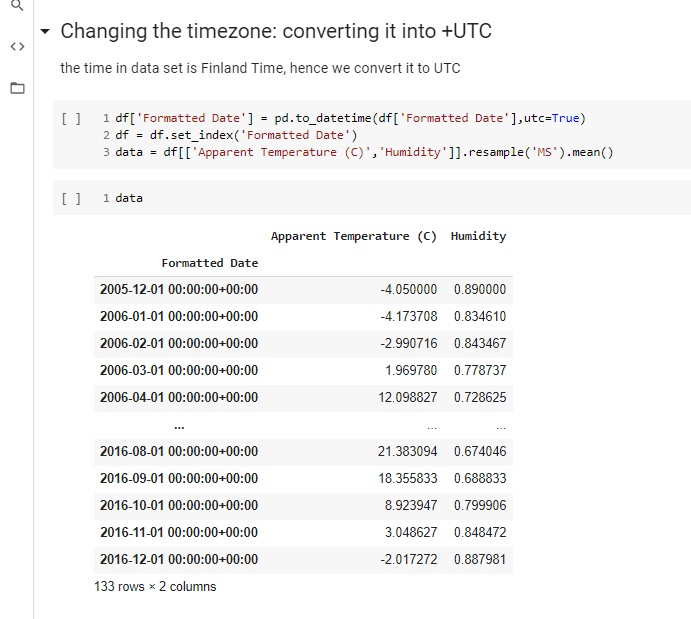 Changing the timezone: converting it into +UTC
the time in data set is Finland Time, hence we convert it to UTC
[ ] 1 df['Formatted Date'] = pd.to_datetime(df['Formatted Date'],utc=True)
2 df = df.set_index('Formatted Date')
3 data = df[['Apparent Temperature (C)','Humidity']].resample('MS').mean()
[ ] 1 data
Apparent Temperature (C) Humidity
Formatted Date
2005-12-01 00:00:00+00:00 -4.050000 0.890000
2006-01-01 00:00:00+00:00 -4.173708 0.834610
2006-02-01 00:00:00+00:00 -2.990716 0.843467
2006-03-01 00:00:00+00:00 1.969780 0.778737
2006-04-01 00:00:00+00:00 12.098827 0.728625
... ... ...
2016-08-01 00:00:00+00:00 21.383094 0.674046
2016-09-01 00:00:00+00:00 18.355833 0.688833
2016-10-01 00:00:00+00:00 8.923947 0.799906
2016-11-01 00:00:00+00:00 3.048627 0.848472
2016-12-01 00:00:00+00:00 -2.017272 0.887981
133 rows × 2 columns